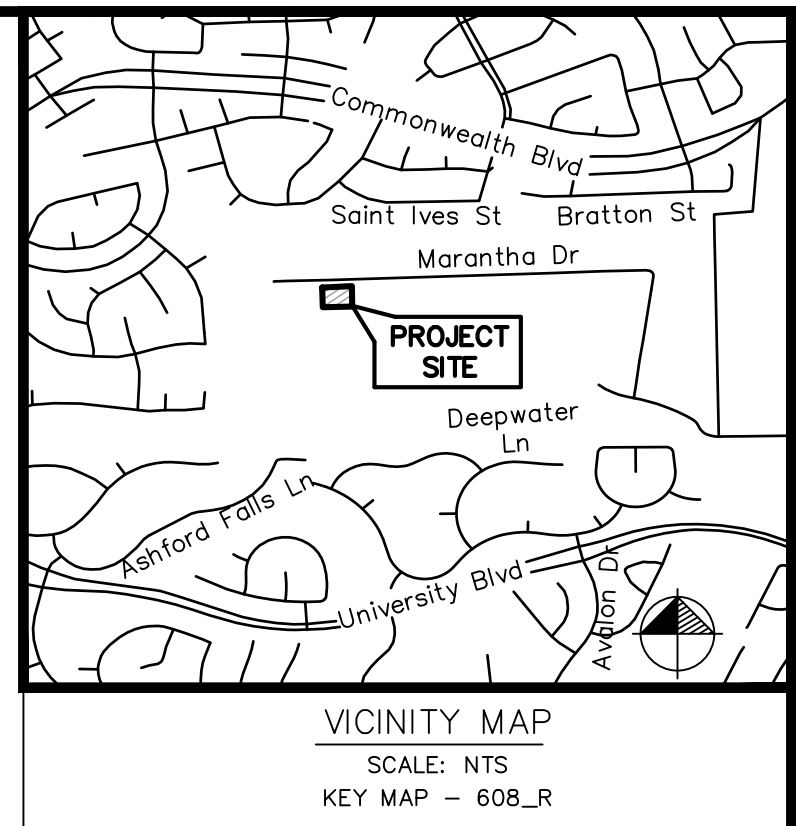 Commonwealth Blvd
Saint Ives St
Bratton St
Marantha Dr
PROJECT
SITE
Deepwater
Ln
Ashford Falls Ln
University Blvd
Avalon Dr
VICINITY MAP
SCALE: NTS
KEY MAP - 608_R